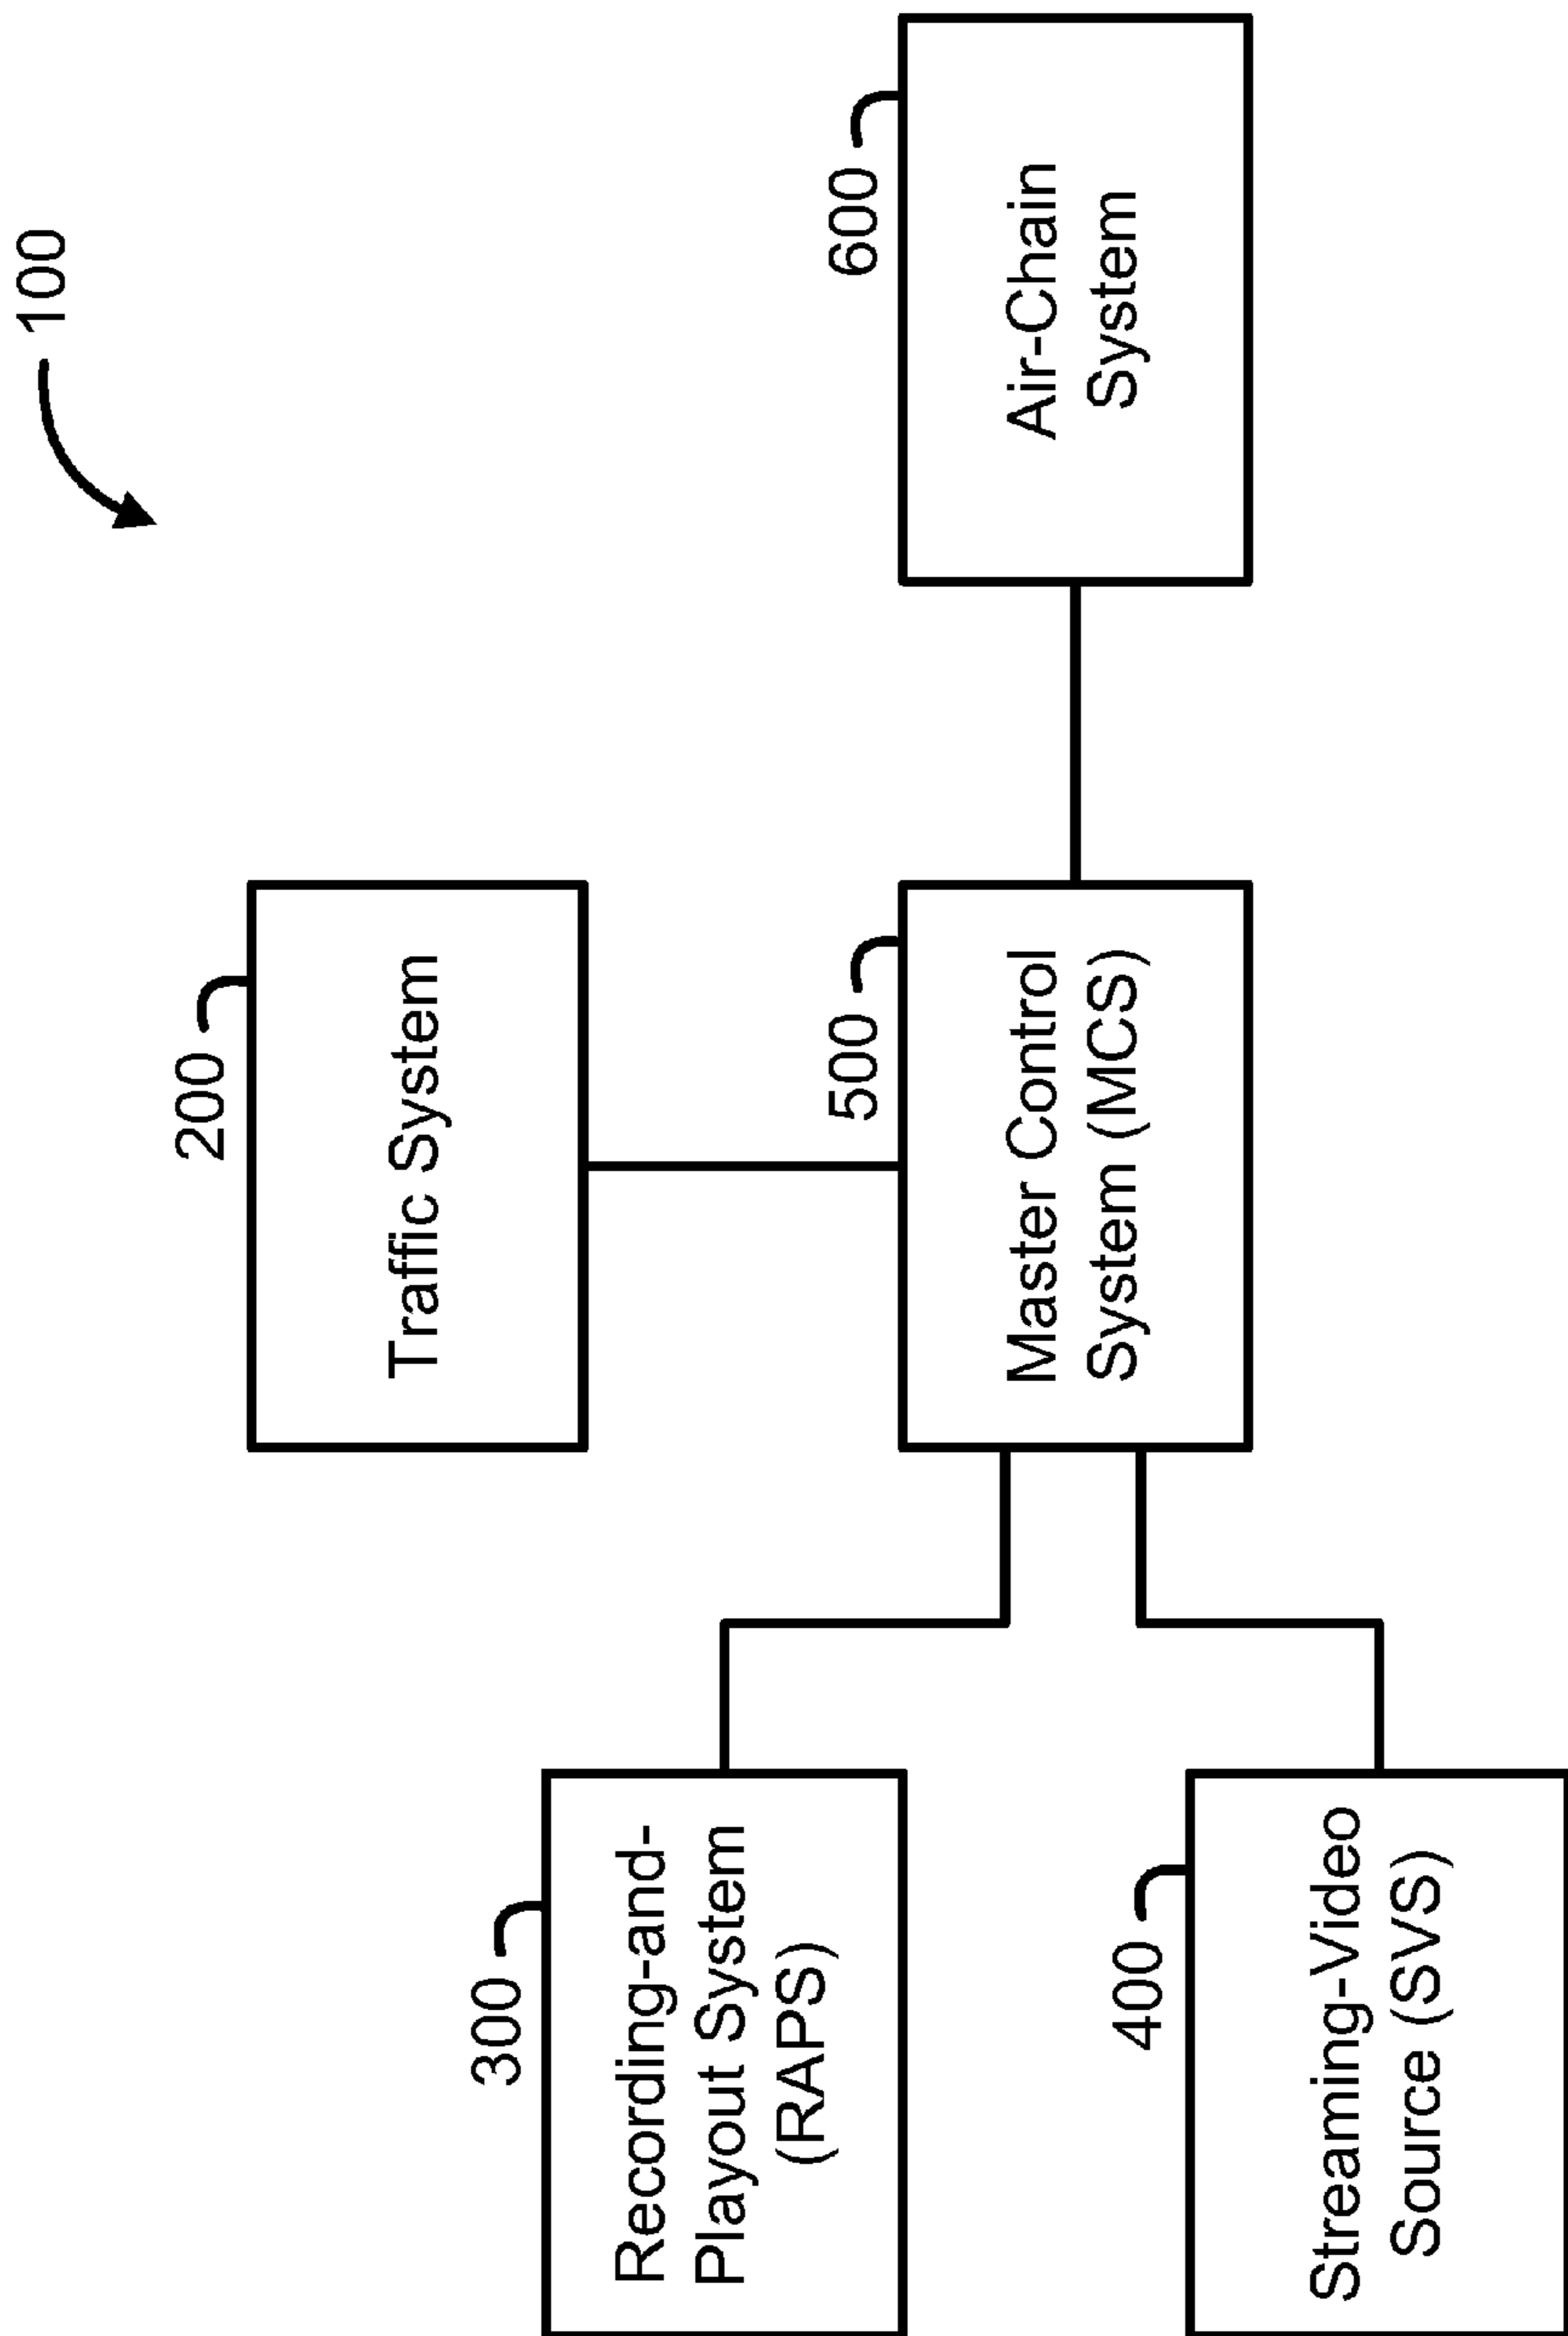 100
200
Traffic System
300
Recording-and-
Playout System
(RAPS)
500
Master Control
System (MCS)
600
Air-Chain
System
400
Streaming-Video
Source (SVS)